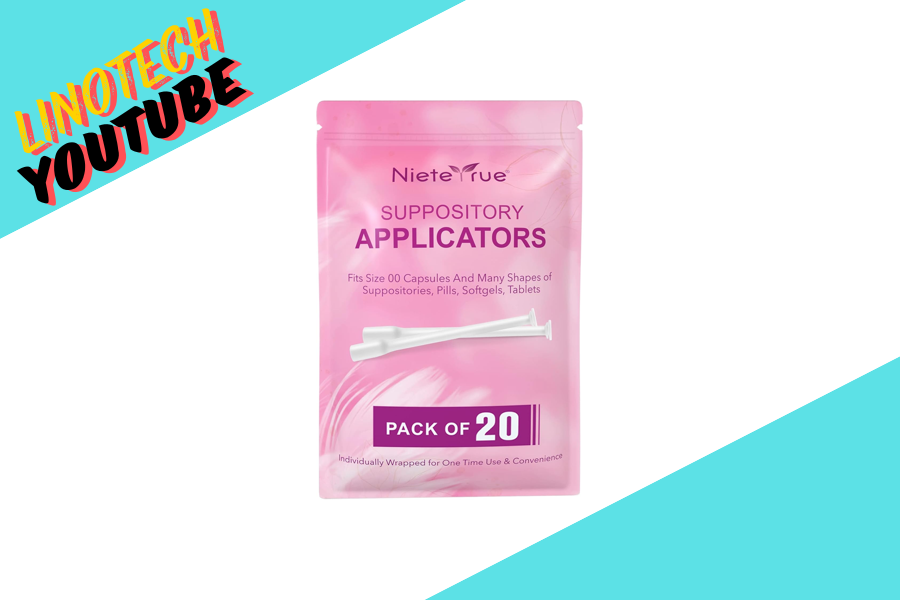 LINOTECH
YOUTUBE
NieteTrue
SUPPOSITORY
APPLICATORS
Fits Size 00 Capsules And Many Shapes of
Suppositories, Pills, Softgels, Tablets
PACK OF 20
Individually Wrapped for One Time Use & Convenience